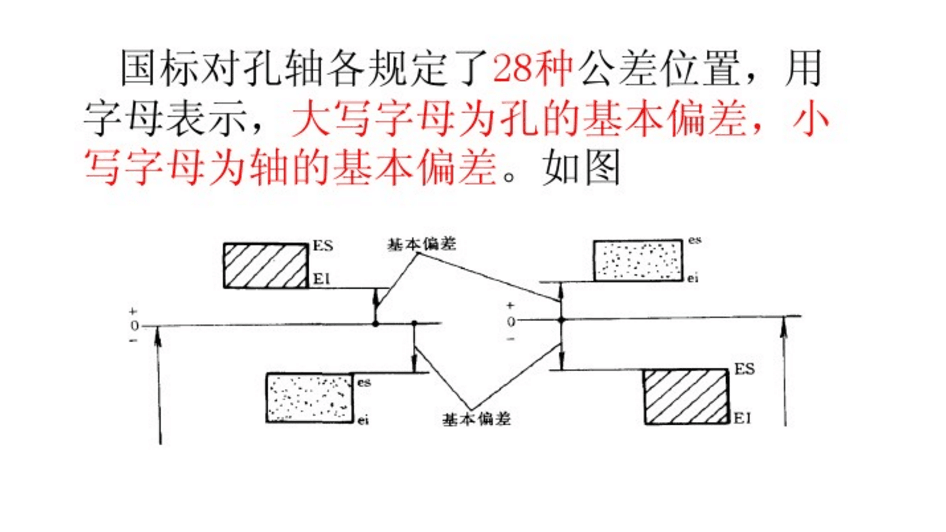 国标对孔轴各规定了28种公差位置，用
字母表示，大写字母为孔的基本偏差，小
写字母为轴的基本偏差。如图
ES
基本偏差
es
EI
ei
+
0
−
+
0
−
es
ES
ei
基本偏差
EI